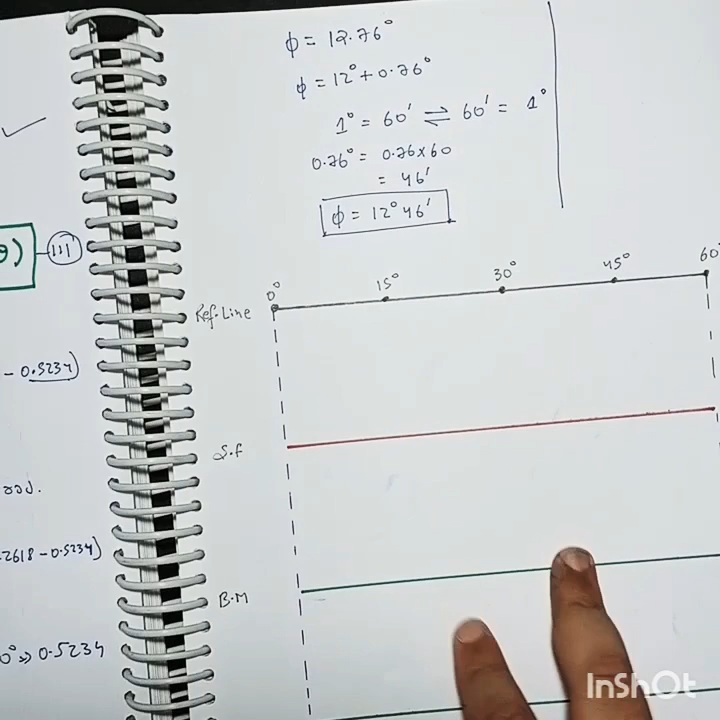 ϕ = 12.76°
ϕ = 12° + 0.76°
1° = 60' ⇌ 60' = 1°
0.76° = 0.76×60
= 46'
ϕ = 12° 46'
θ) (111)
0° 15° 30° 45° 60°
Ref. Line
- 0.5234)
S.F
.2618 - 0.5234)
B.M
0° => 0.5234
InShOt